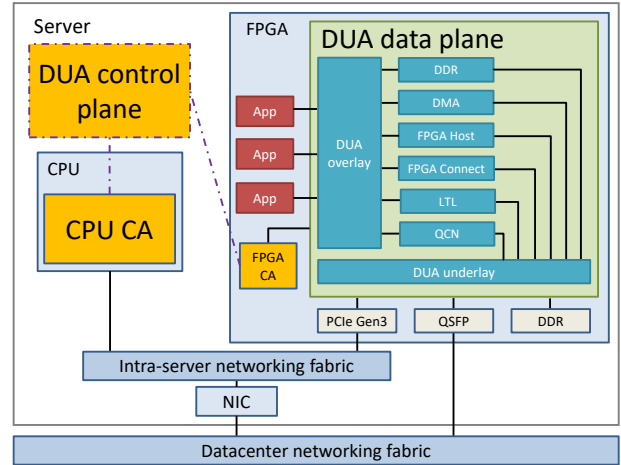 Server
DUA control
plane
CPU
CPU CA
FPGA
DUA data plane
App
App
App
FPGA
CA
DUA
overlay
DDR
DMA
FPGA Host
FPGA Connect
LTL
QCN
DUA underlay
PCIe Gen3
QSFP
DDR
Intra-server networking fabric
NIC
Datacenter networking fabric